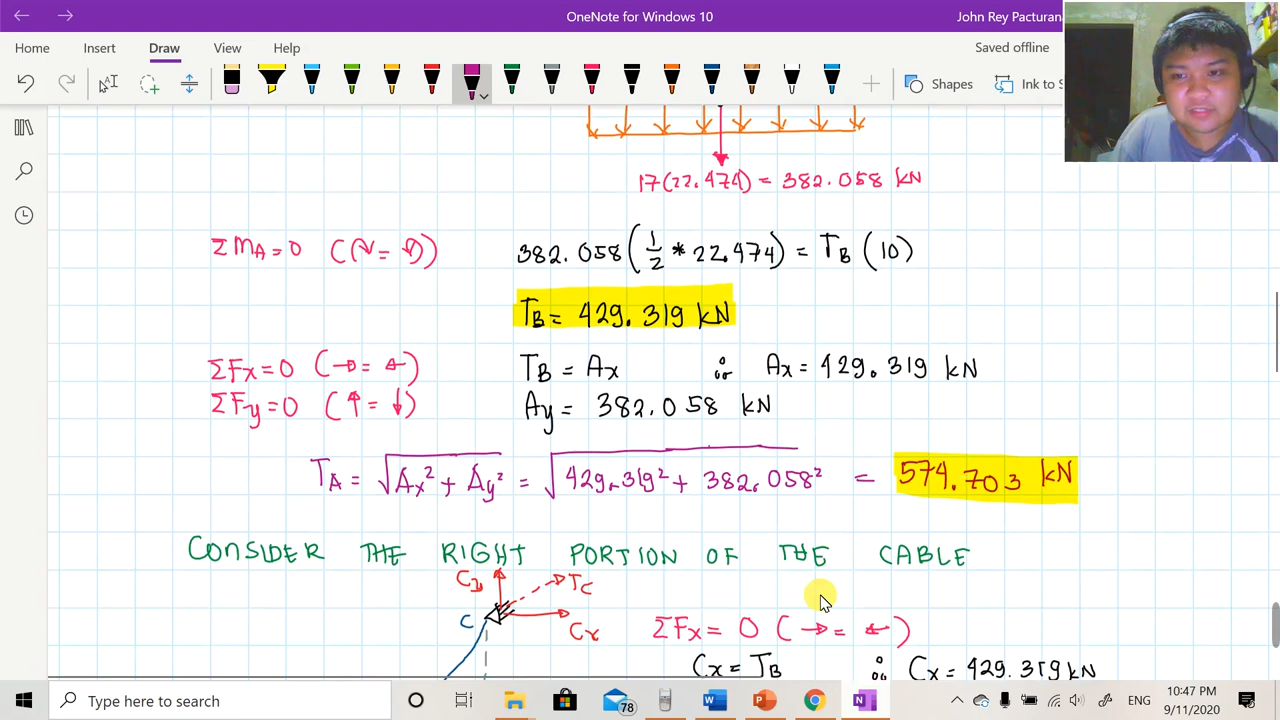 OneNote for Windows 10
John Rey Pacturan
Home Insert Draw View Help
Saved offline
Shapes
Ink to S
17(22.474) = 382.058 kN
ΣMA=0 (↷= ↶)
382.058(1/2 * 22.474) = TB (10)
TB = 429.319 kN
ΣFx=0 (→= ←)
TB = Ax ∴ Ax = 429.319 kN
ΣFy=0 (↑=↓)
Ay = 382.058 kN
TA = √Ax² + Ay² = √429.319² + 382.058² = 574.703 kN
CONSIDER THE RIGHT PORTION OF THE CABLE
Cy
Tc
C
Cx
ΣFx = 0 (→= ←)
Cx = TB ∴ Cx = 429.319 kN
Type here to search
78
ENG
10:47 PM
9/11/2020